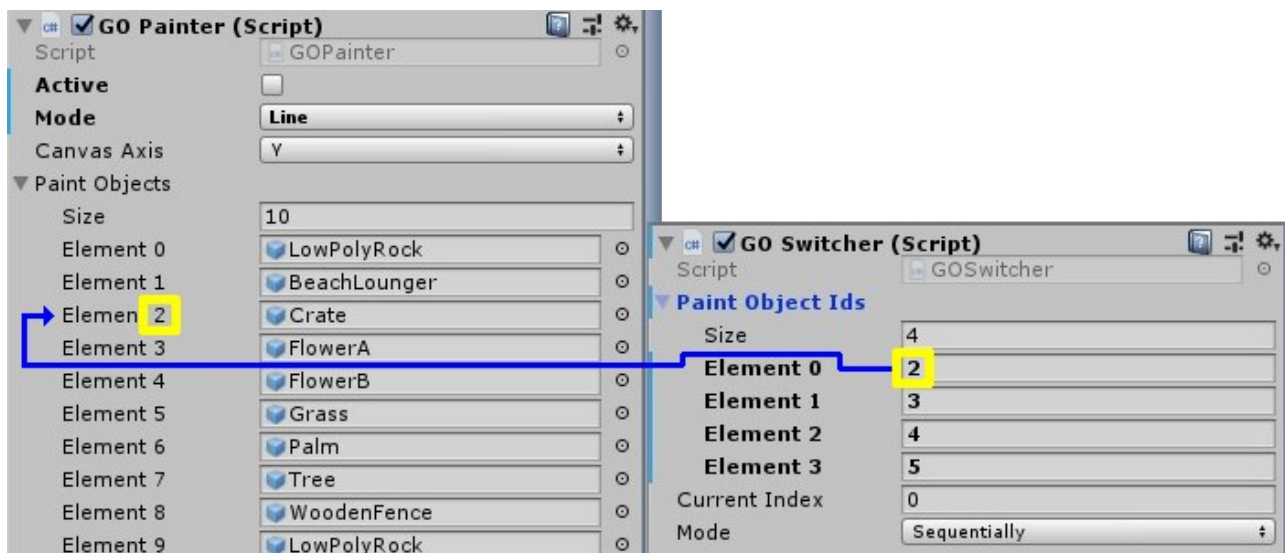 GO Painter (Script)
Script GOPainter
Active
Mode Line
Canvas Axis Y
Paint Objects
Size 10
Element 0 LowPolyRock
Element 1 BeachLounger
Elemen 2 Crate
Element 3 FlowerA
Element 4 FlowerB
Element 5 Grass
Element 6 Palm
Element 7 Tree
Element 8 WoodenFence
Element 9 LowPolyRock
GO Switcher (Script)
Script GOSwitcher
Paint Object Ids
Size 4
Element 0 2
Element 1 3
Element 2 4
Element 3 5
Current Index 0
Mode Sequentially